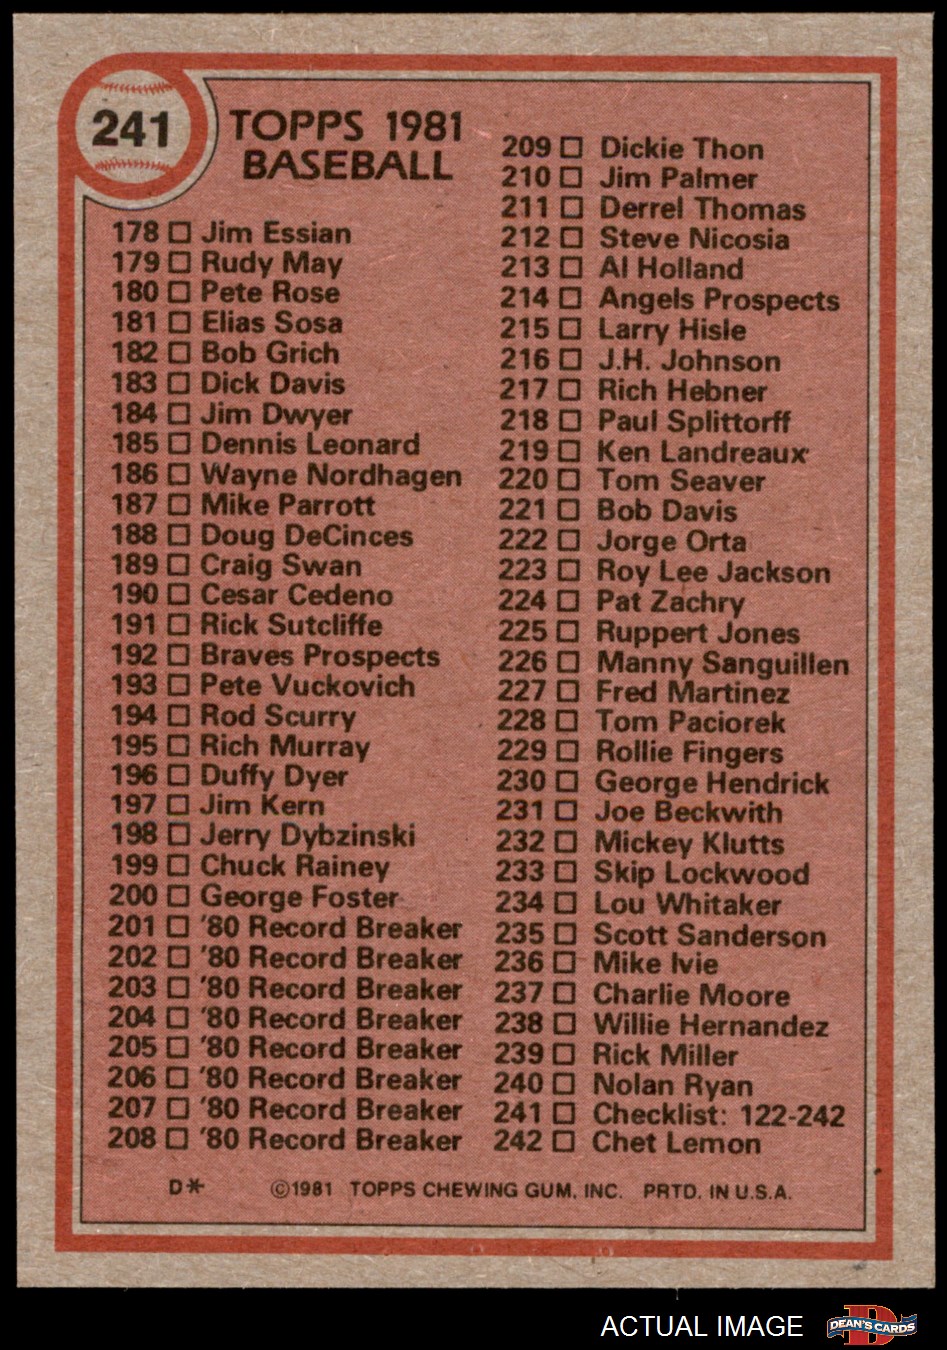 241
TOPPS 1981
BASEBALL
178 □ Jim Essian
179 □ Rudy May
180 □ Pete Rose
181 □ Elias Sosa
182 □ Bob Grich
183 □ Dick Davis
184 □ Jim Dwyer
185 □ Dennis Leonard
186 □ Wayne Nordhagen
187 □ Mike Parrott
188 □ Doug DeCinces
189 □ Craig Swan
190 □ Cesar Cedeno
191 □ Rick Sutcliffe
192 □ Braves Prospects
193 □ Pete Vuckovich
194 □ Rod Scurry
195 □ Rich Murray
196 □ Duffy Dyer
197 □ Jim Kern
198 □ Jerry Dybzinski
199 □ Chuck Rainey
200 □ George Foster
201 □ '80 Record Breaker
202 □ '80 Record Breaker
203 □ '80 Record Breaker
204 □ '80 Record Breaker
205 □ '80 Record Breaker
206 □ '80 Record Breaker
207 □ '80 Record Breaker
208 □ '80 Record Breaker
209 □ Dickie Thon
210 □ Jim Palmer
211 □ Derrel Thomas
212 □ Steve Nicosia
213 □ Al Holland
214 □ Angels Prospects
215 □ Larry Hisle
216 □ J.H. Johnson
217 □ Rich Hebner
218 □ Paul Splittorff
219 □ Ken Landreaux
220 □ Tom Seaver
221 □ Bob Davis
222 □ Jorge Orta
223 □ Roy Lee Jackson
224 □ Pat Zachry
225 □ Ruppert Jones
226 □ Manny Sanguillen
227 □ Fred Martinez
228 □ Tom Paciorek
229 □ Rollie Fingers
230 □ George Hendrick
231 □ Joe Beckwith
232 □ Mickey Klutts
233 □ Skip Lockwood
234 □ Lou Whitaker
235 □ Scott Sanderson
236 □ Mike Ivie
237 □ Charlie Moore
238 □ Willie Hernandez
239 □ Rick Miller
240 □ Nolan Ryan
241 □ Checklist: 122-242
242 □ Chet Lemon
D* ©1981 TOPPS CHEWING GUM, INC. PRTD. IN U.S.A.
ACTUAL IMAGE
D
DEAN'S CARDS